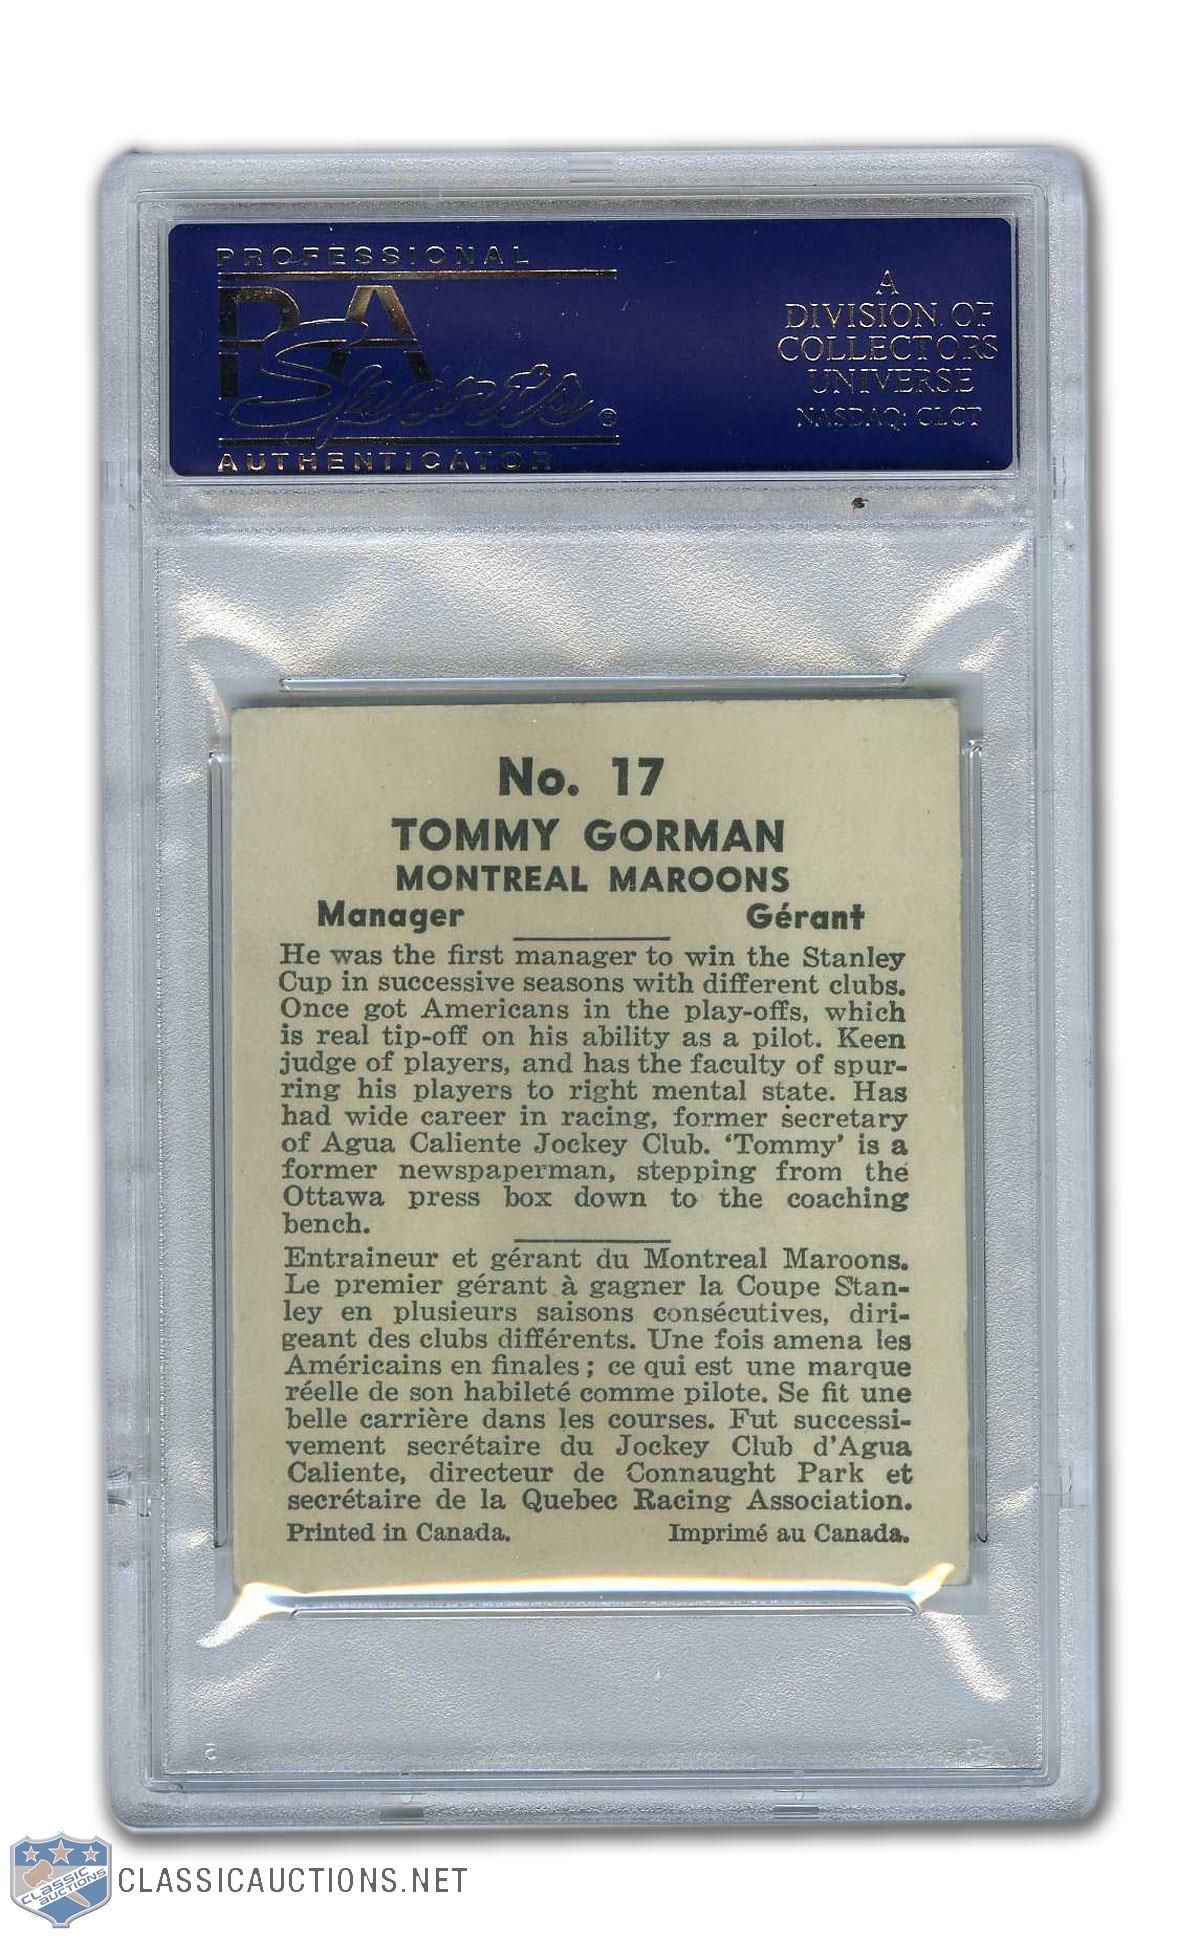 PROFESSIONAL
PSA
Sports®
AUTHENTICATOR
A
DIVISION OF
COLLECTORS
UNIVERSE
NASDAQ: CLCT
No. 17
TOMMY GORMAN
MONTREAL MAROONS
Manager Gérant
He was the first manager to win the Stanley
Cup in successive seasons with different clubs.
Once got Americans in the play-offs, which
is real tip-off on his ability as a pilot. Keen
judge of players, and has the faculty of spur-
ring his players to right mental state. Has
had wide career in racing, former secretary
of Agua Caliente Jockey Club. ‘Tommy’ is a
former newspaperman, stepping from the
Ottawa press box down to the coaching
bench.
Entraineur et gérant du Montreal Maroons.
Le premier gérant à gagner la Coupe Stan-
ley en plusieurs saisons consécutives, diri-
geant des clubs différents. Une fois amena les
Américains en finales; ce qui est une marque
réelle de son habileté comme pilote. Se fit une
belle carrière dans les courses. Fut successi-
vement secrétaire du Jockey Club d'Agua
Caliente, directeur de Connaught Park et
secrétaire de la Quebec Racing Association.
Printed in Canada. Imprimé au Canada.
CLASSIC
AUCTIONS
CLASSICAUCTIONS.NET